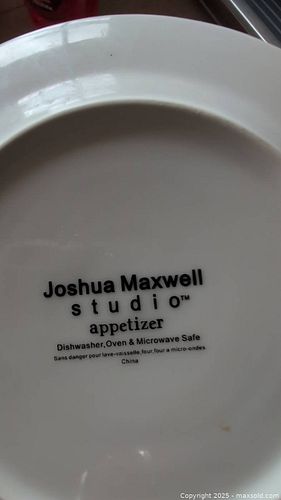 Joshua Maxwell
studio™
appetizer
Dishwasher,Oven & Microwave Safe
Sans danger pour lave-vaisselle,four,four a micro-ondes.
China
Copyright 2025 - maxsold.com